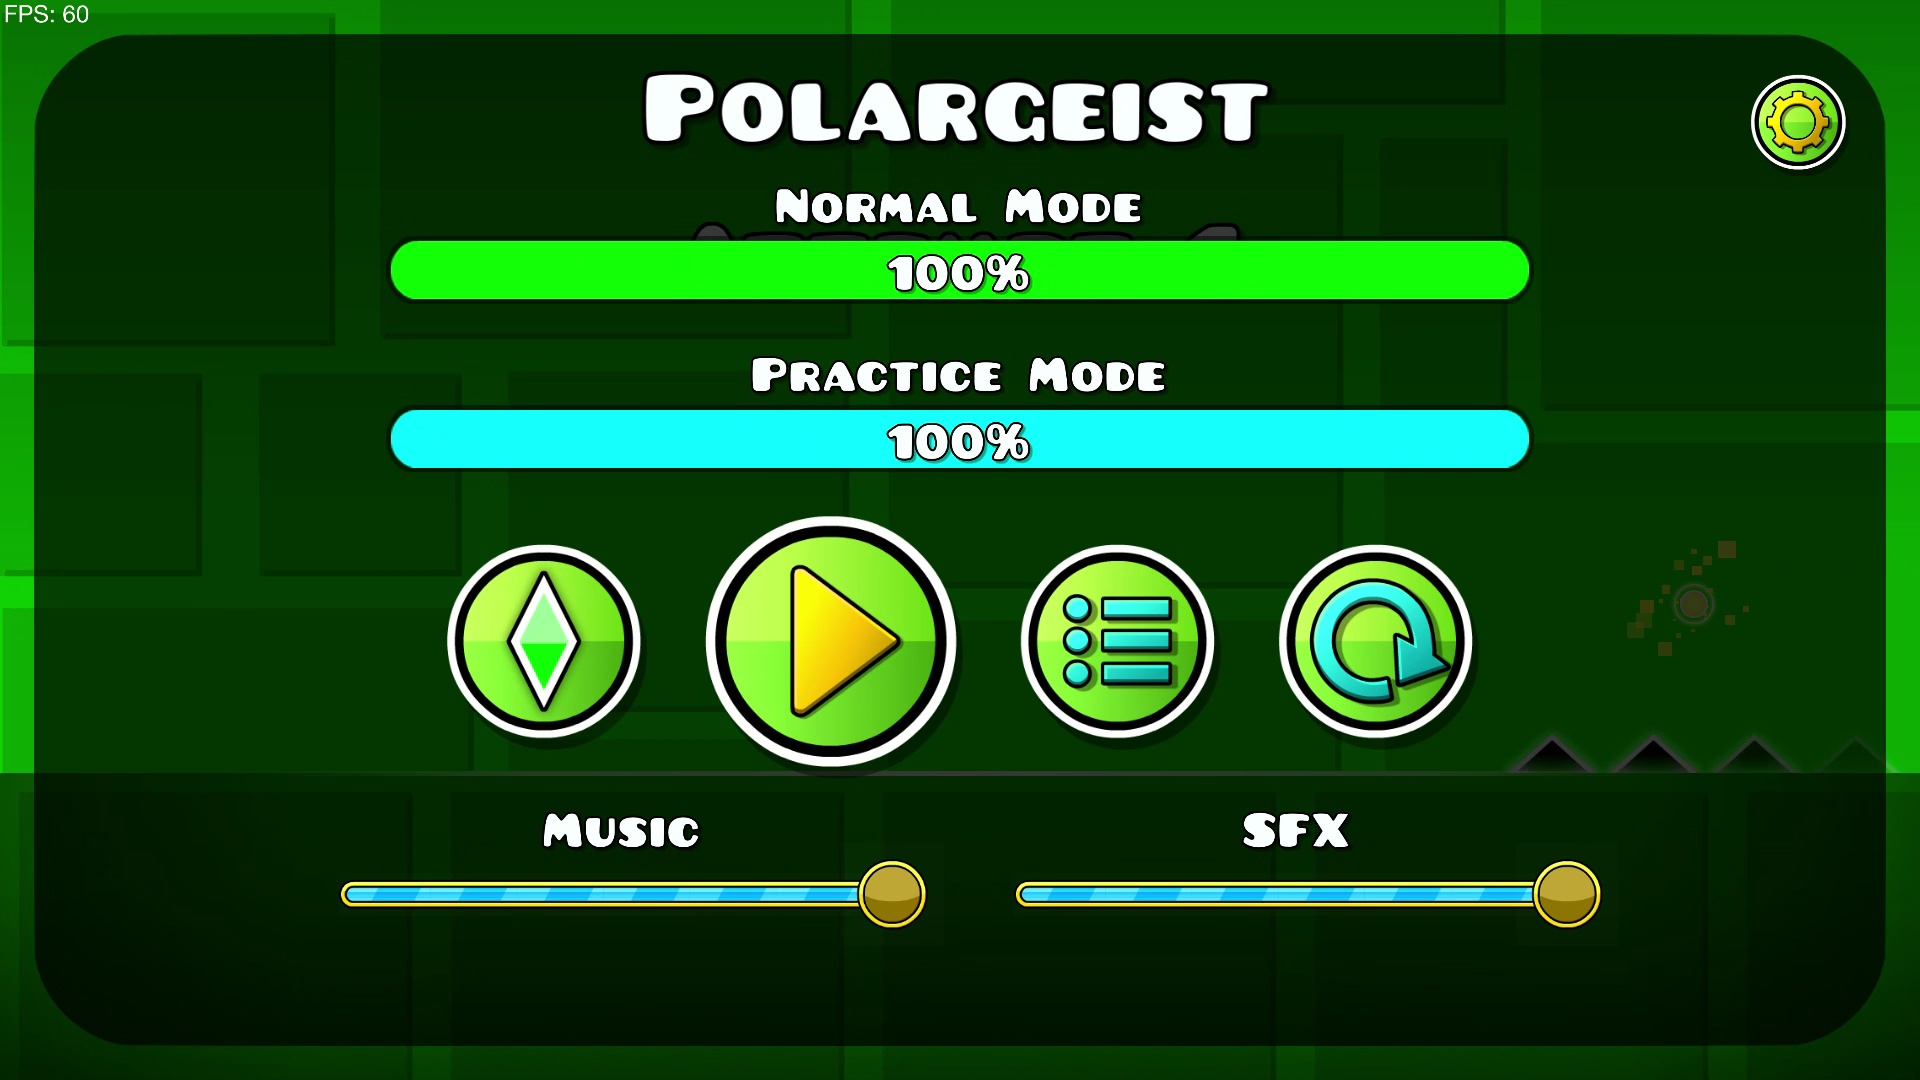 FPS: 60
POLARGEIST
NORMAL MODE
100%
PRACTICE MODE
100%
MUSIC
SFX